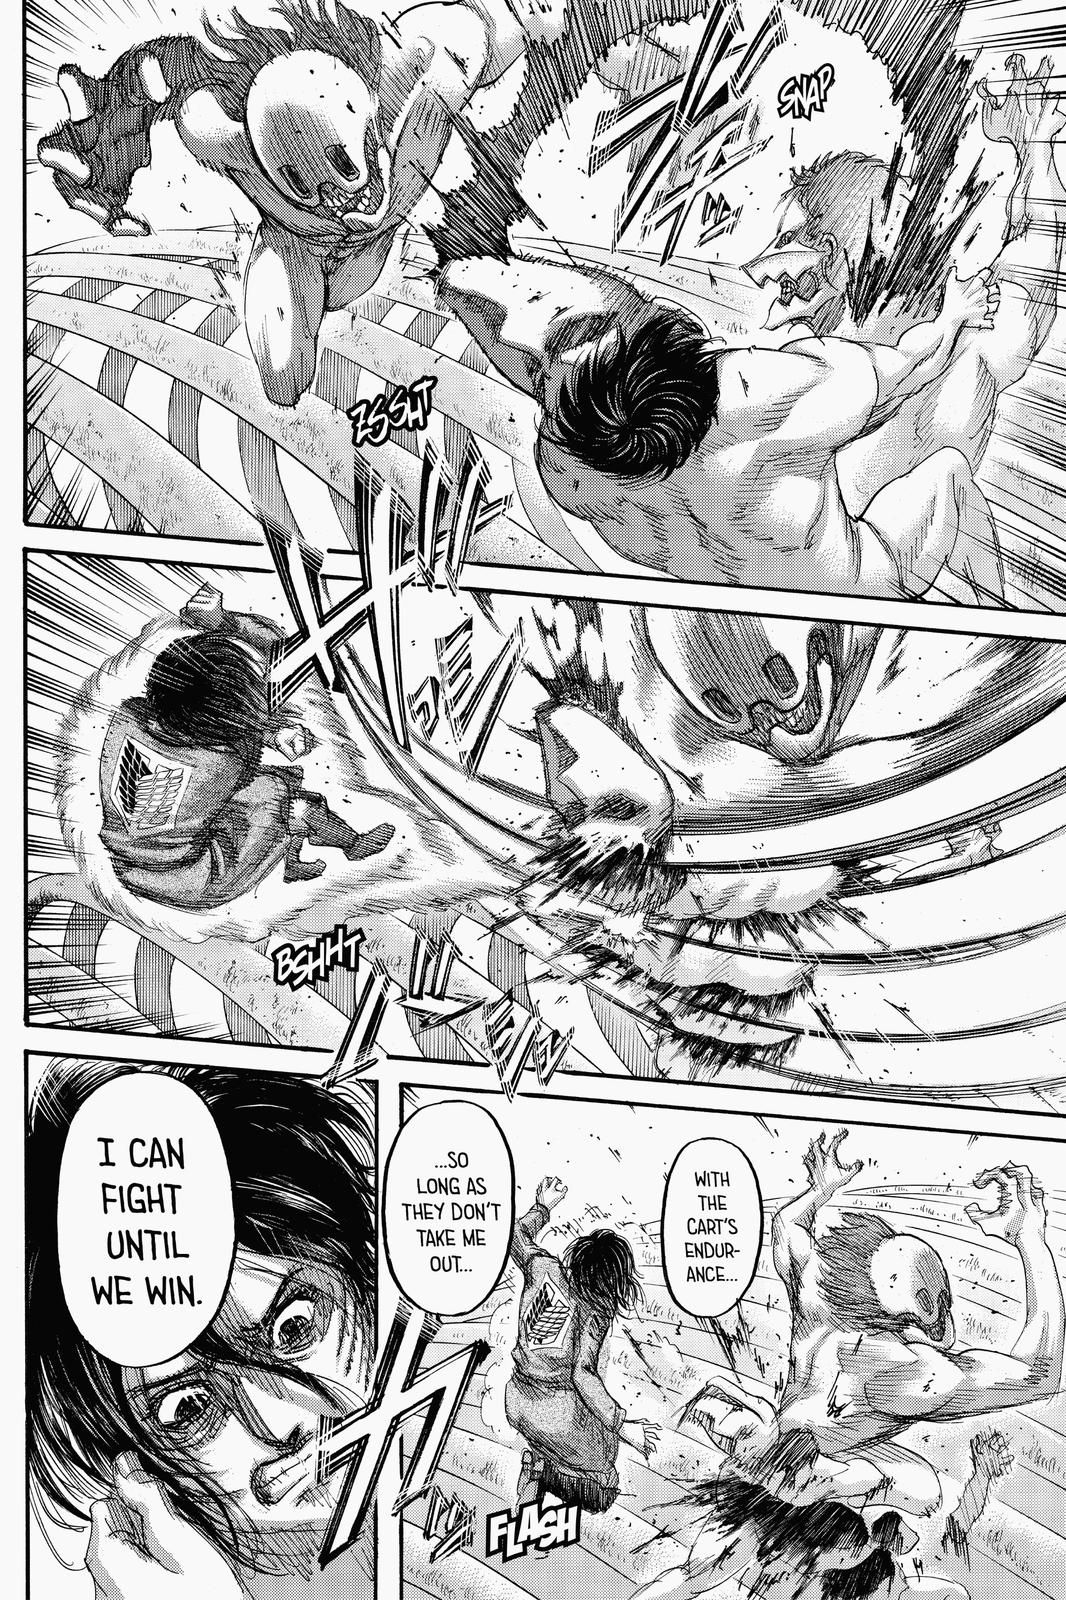 SNAP
ZSSHT
BSHHT
WITH
THE
CART'S
ENDUR-
ANCE...
...SO
LONG AS
THEY DON'T
TAKE ME
OUT...
FLASH
I CAN
FIGHT
UNTIL
WE WIN.